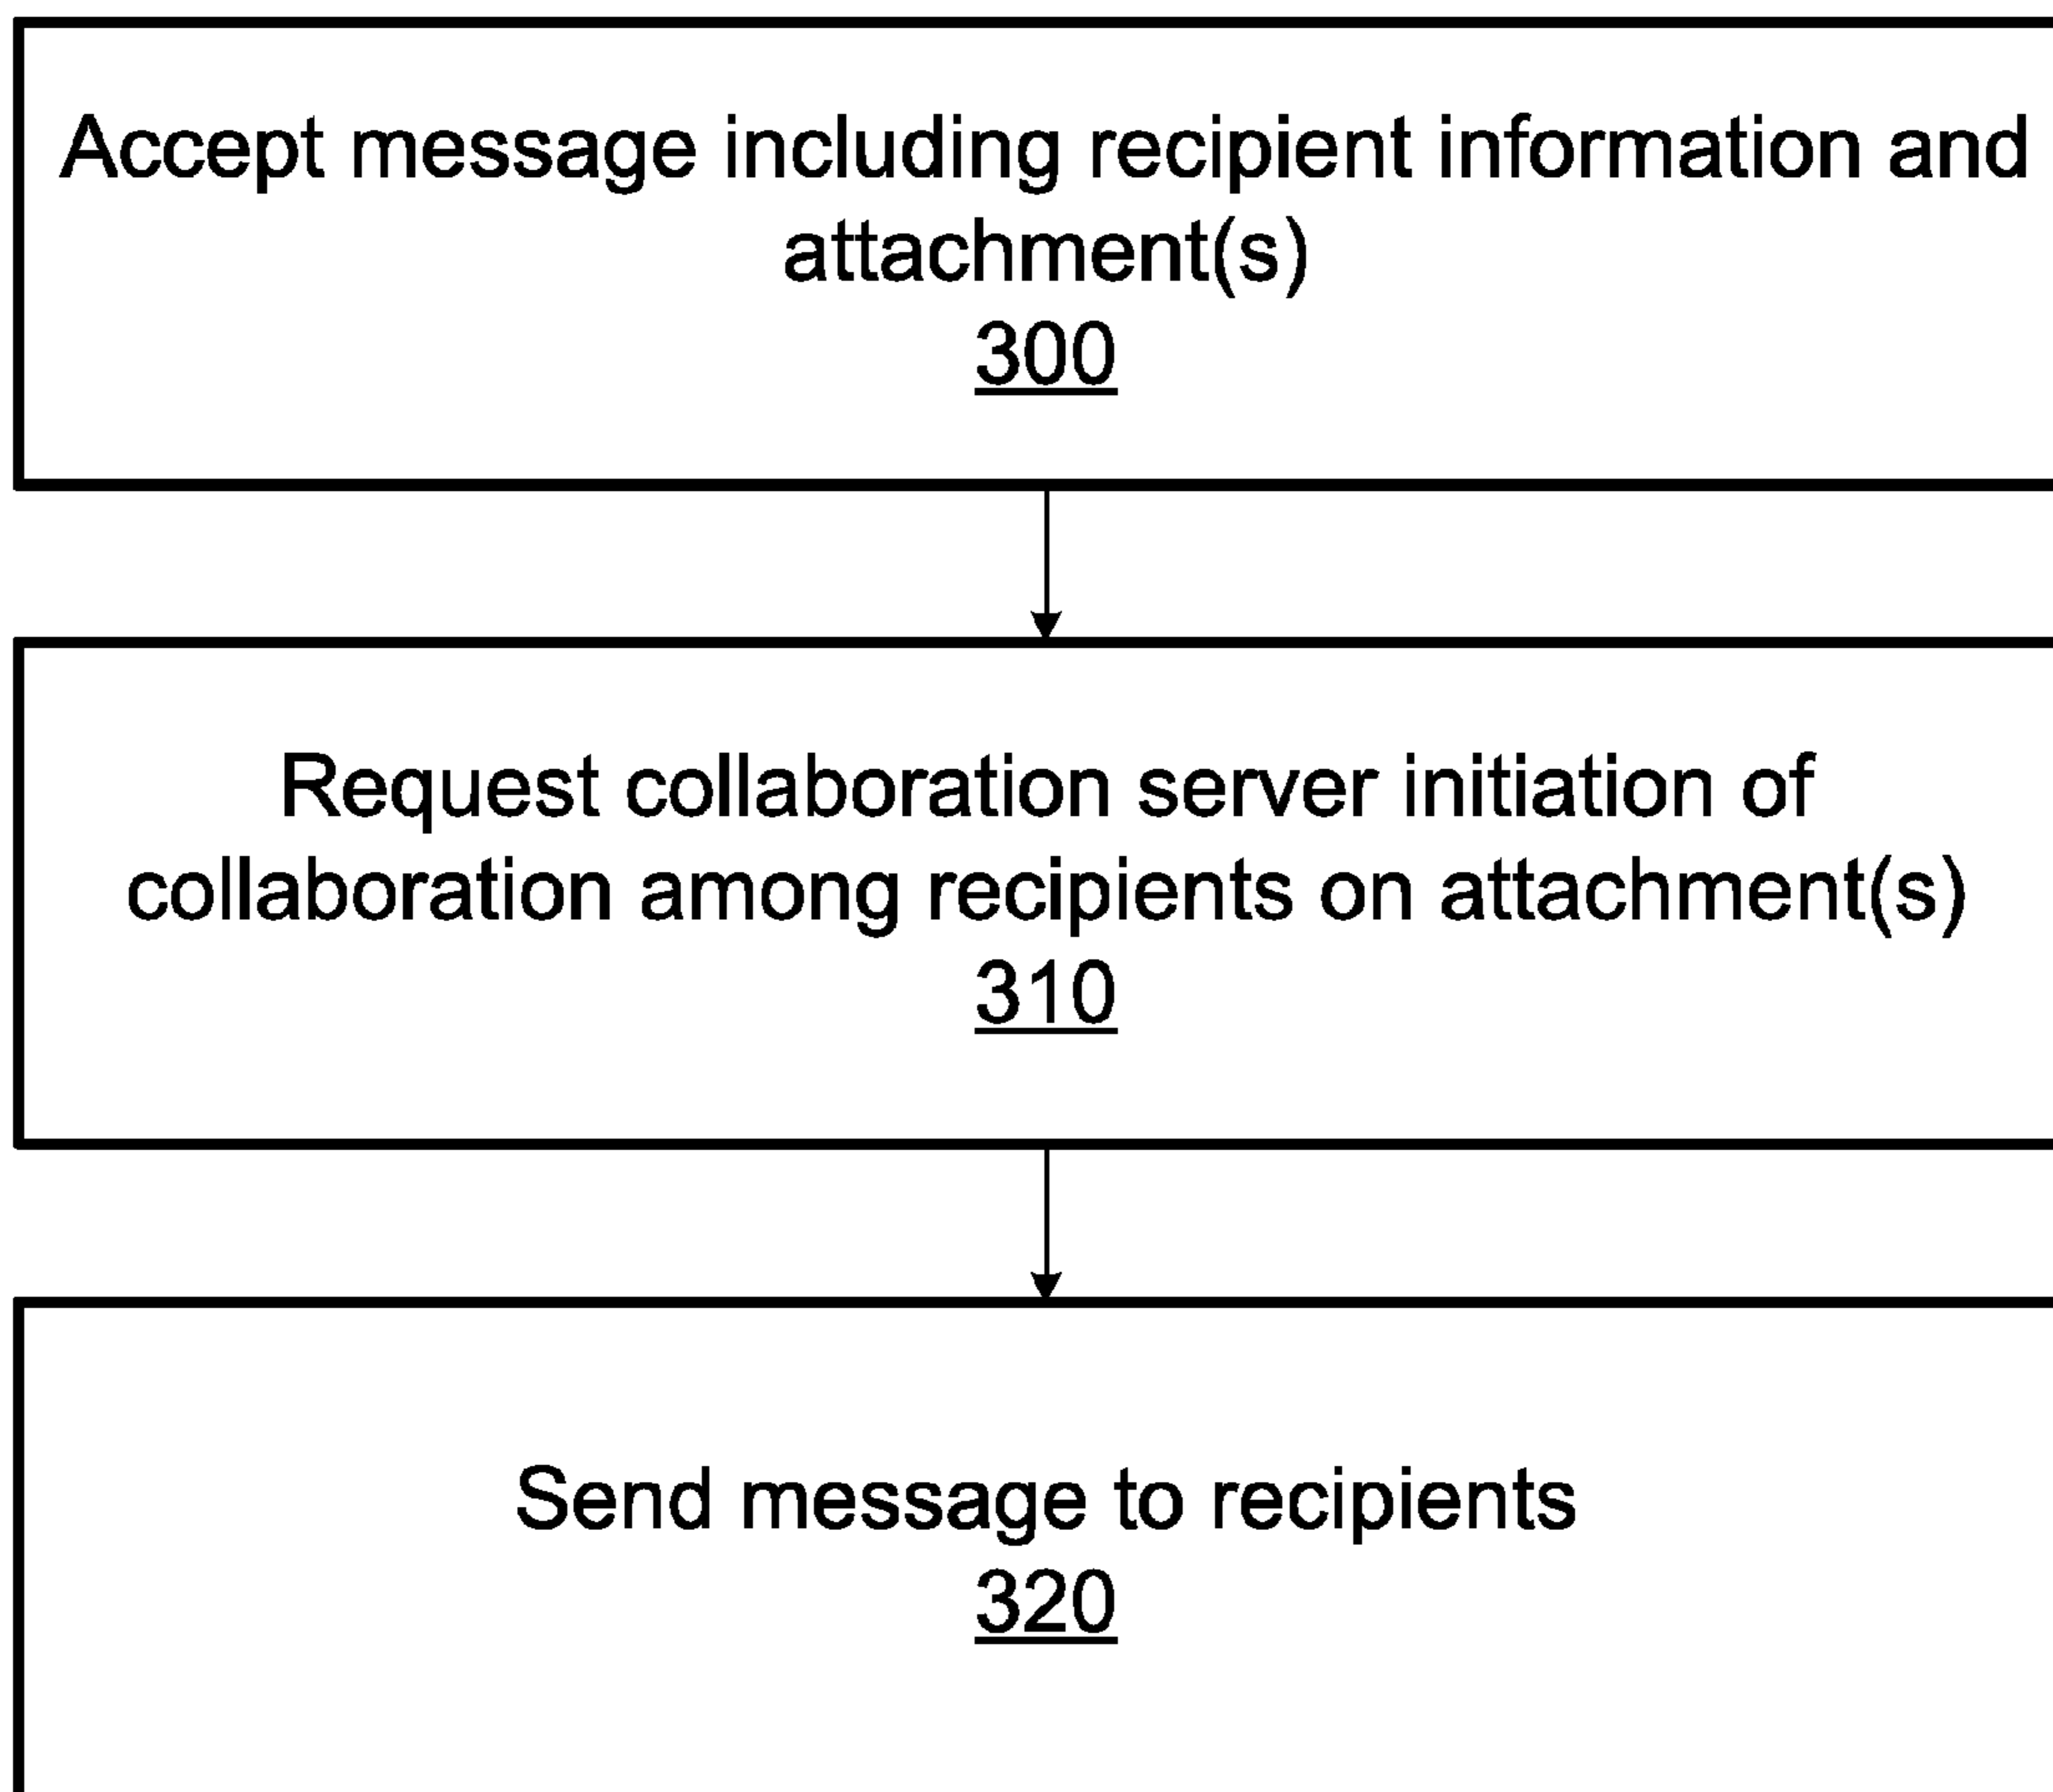 Accept message including recipient information and
attachment(s)
300
Request collaboration server initiation of
collaboration among recipients on attachment(s)
310
Send message to recipients
320